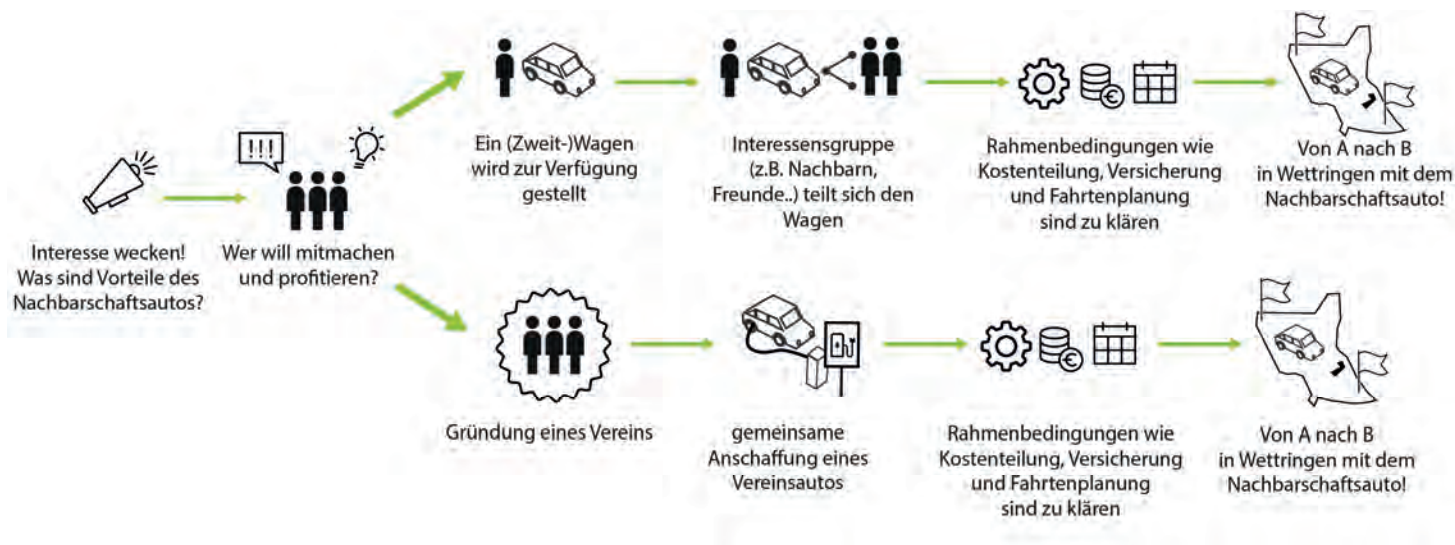 Interesse wecken!
Was sind Vorteile des
Nachbarschaftsautos?
!!!
Wer will mitmachen
und profitieren?
Ein (Zweit-)Wagen
wird zur Verfügung
gestellt
Interessensgruppe
(z.B. Nachbarn,
Freunde..) teilt sich den
Wagen
€
Rahmenbedingungen wie
Kostenteilung, Versicherung
und Fahrtenplanung
sind zu klären
1
Von A nach B
in Wettringen mit dem
Nachbarschaftsauto!
Gründung eines Vereins
gemeinsame
Anschaffung eines
Vereinsautos
€
Rahmenbedingungen wie
Kostenteilung, Versicherung
und Fahrtenplanung
sind zu klären
1
Von A nach B
in Wettringen mit dem
Nachbarschaftsauto!